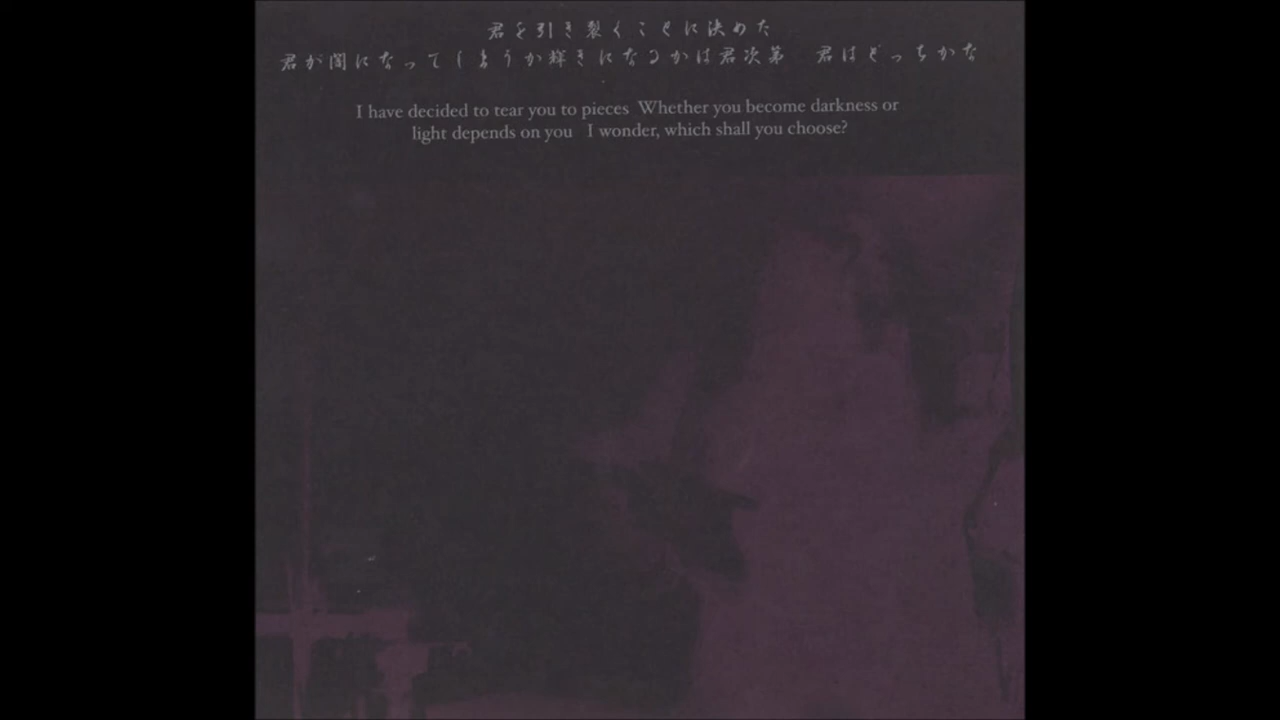 君を引き裂くことに決めた
君が闇になってしまうか輝きになるかは君次第　君はどっちかな
I have decided to tear you to pieces Whether you become darkness or
light depends on you I wonder, which shall you choose?